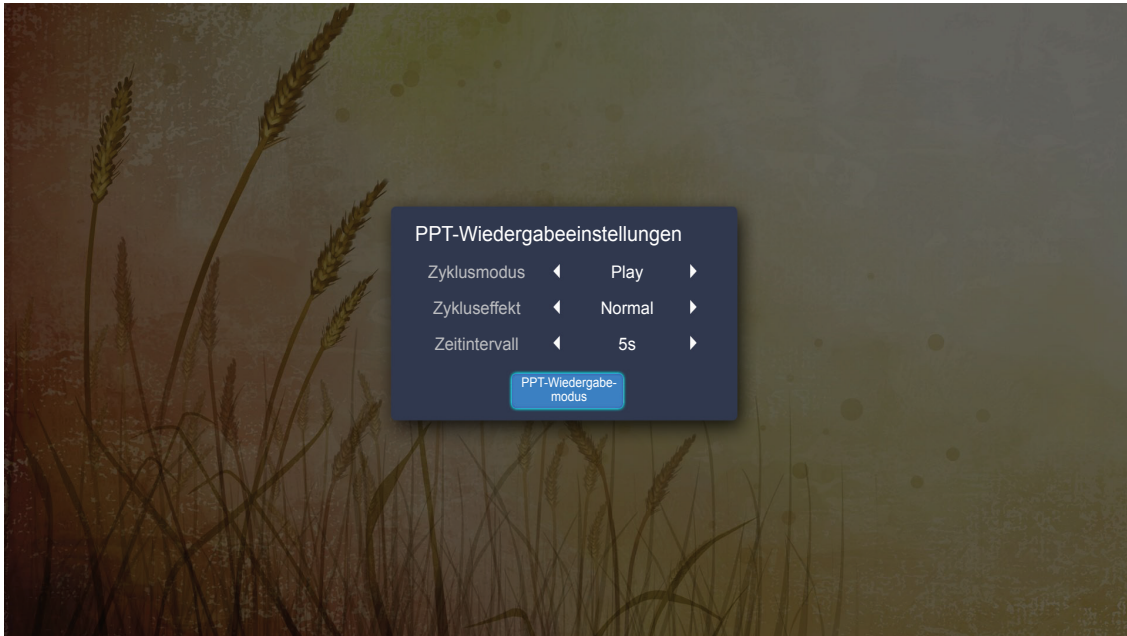 PPT-Wiedergabeeinstellungen
Zyklusmodus Play
Zykluseffekt Normal
Zeitintervall 5s
PPT-Wiedergabe-
modus